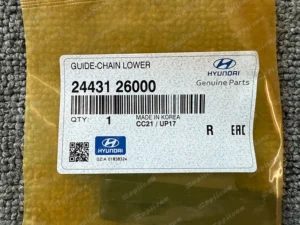 GUIDE-CHAIN LOWER
HYUNDAI
Genuine Parts
24431 26000
QTY: 1
MADE IN KOREA
CC21 / UP17
R EAC
HYUNDAI